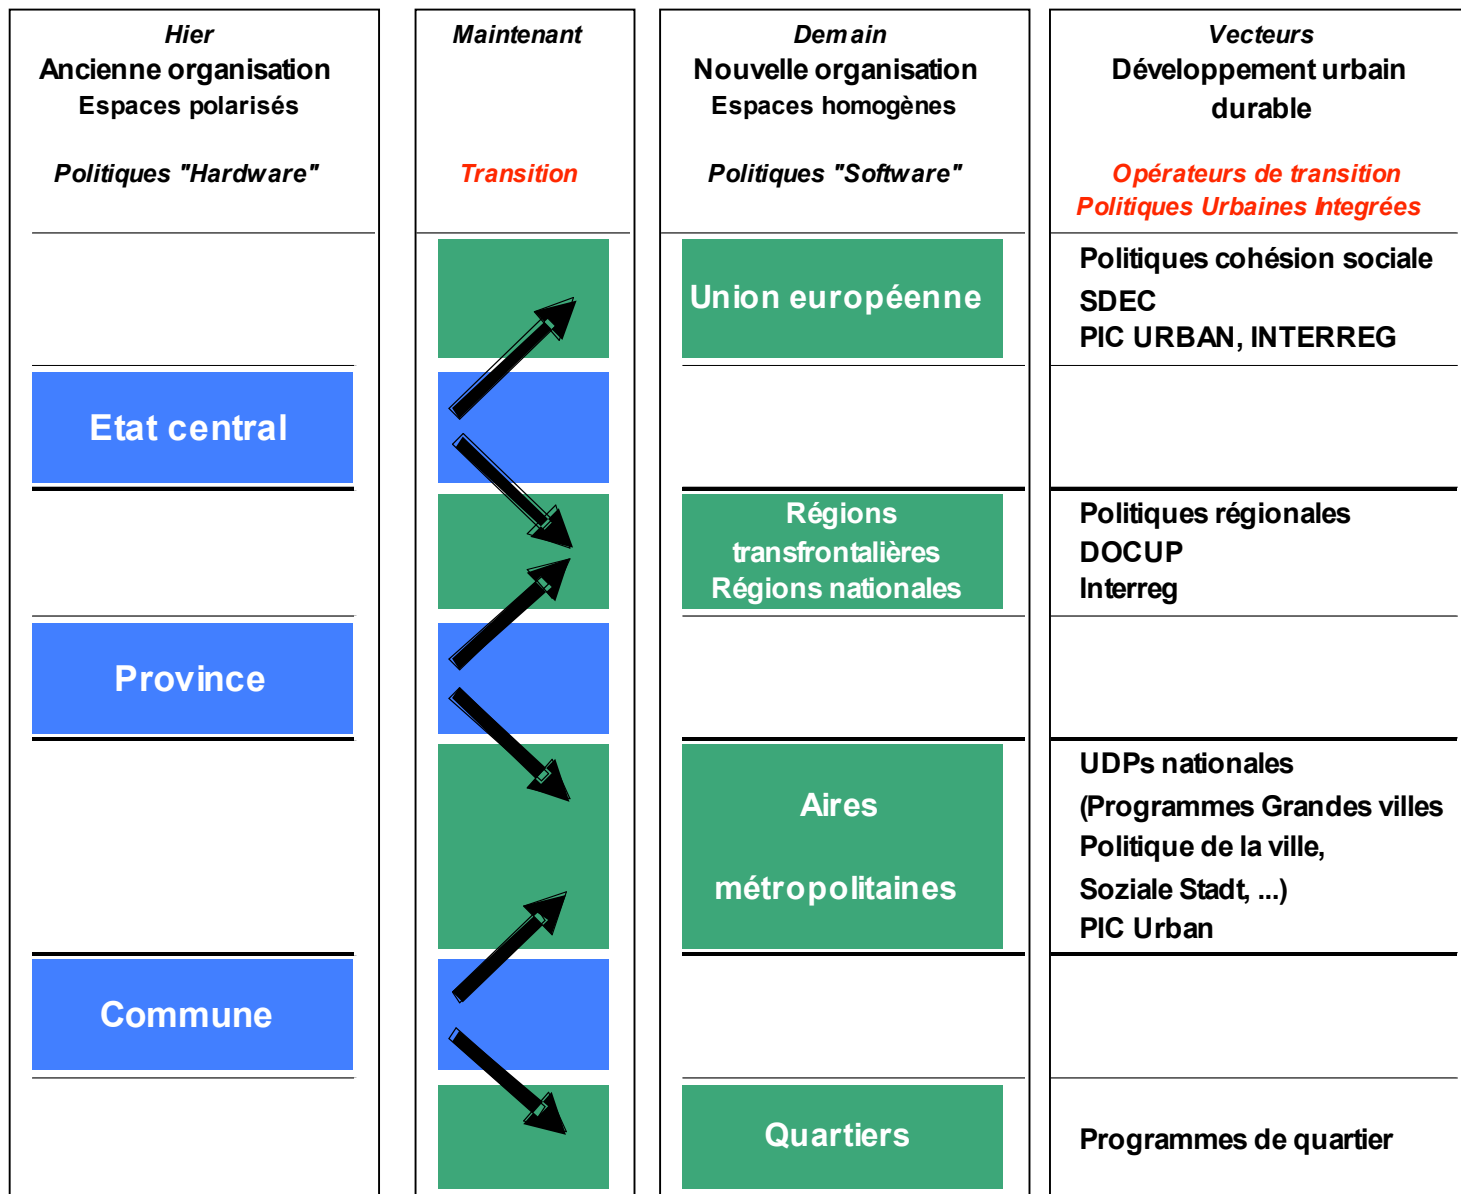 Hier
Ancienne organisation
Espaces polarisés
Politiques "Hardware"
Maintenant
Transition
Demain
Nouvelle organisation
Espaces homogènes
Politiques "Software"
Vecteurs
Développement urbain
durable
Opérateurs de transition
Politiques Urbaines Integrées
Union européenne
Politiques cohésion sociale
SDEC
PIC URBAN, INTERREG
Etat central
Régions
transfrontalières
Régions nationales
Politiques régionales
DOCUP
Interreg
Province
Aires
métropolitaines
UDPs nationales
(Programmes Grandes villes
Politique de la ville,
Soziale Stadt, ...)
PIC Urban
Commune
Quartiers
Programmes de quartier